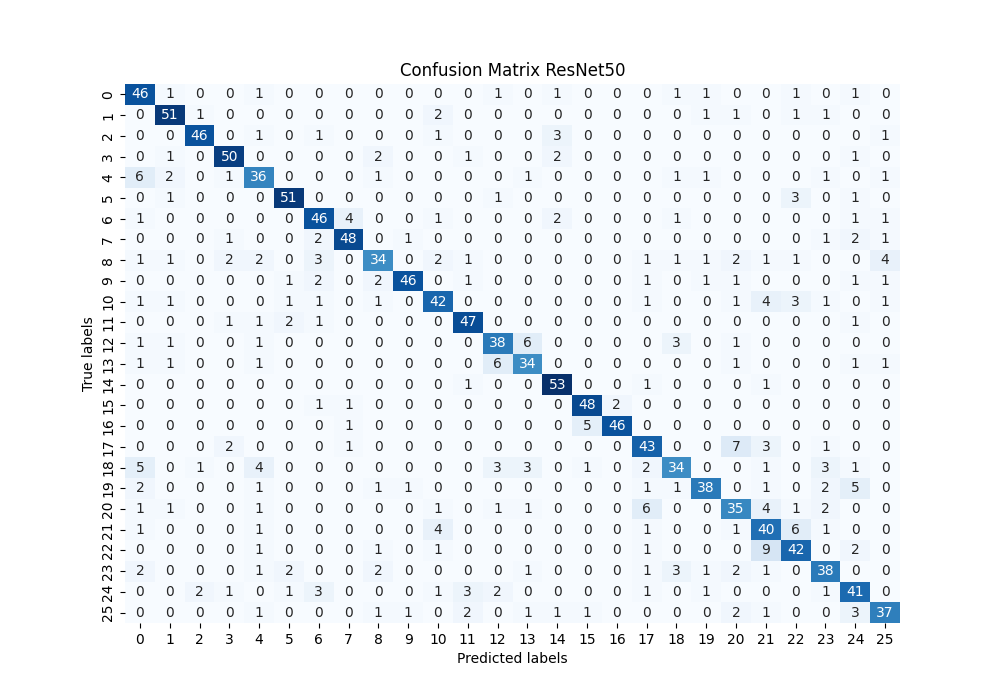 Confusion Matrix ResNet50
True labels
0 46 1 0 0 1 0 0 0 0 0 0 0 1 0 1 0 0 0 1 1 0 0 1 0 1 0
1 0 51 1 0 0 0 0 0 0 0 2 0 0 0 0 0 0 0 0 1 1 0 1 1 0 0
2 0 0 46 0 1 0 1 0 0 0 1 0 0 0 3 0 0 0 0 0 0 0 0 0 0 1
3 0 1 0 50 0 0 0 0 2 0 0 1 0 0 2 0 0 0 0 0 0 0 0 0 1 0
4 6 2 0 1 36 0 0 0 1 0 0 0 0 1 0 0 0 0 1 1 0 0 0 1 0 1
5 0 1 0 0 0 51 0 0 0 0 0 0 1 0 0 0 0 0 0 0 0 0 3 0 1 0
6 1 0 0 0 0 0 46 4 0 0 1 0 0 0 2 0 0 0 1 0 0 0 0 0 1 1
7 0 0 0 1 0 0 2 48 0 1 0 0 0 0 0 0 0 0 0 0 0 0 0 1 2 1
8 1 1 0 2 2 0 3 0 34 0 2 1 0 0 0 0 0 1 1 1 2 1 1 0 0 4
9 0 0 0 0 0 1 2 0 2 46 0 1 0 0 0 0 0 1 0 1 1 0 0 0 1 1
10 1 1 0 0 0 1 1 0 1 0 42 0 0 0 0 0 0 1 0 0 1 4 3 1 0 1
11 0 0 0 1 1 2 1 0 0 0 0 47 0 0 0 0 0 0 0 0 0 0 0 0 1 0
12 1 1 0 0 1 0 0 0 0 0 0 0 38 6 0 0 0 0 3 0 1 0 0 0 0 0
13 1 1 0 0 1 0 0 0 0 0 0 0 6 34 0 0 0 0 0 0 1 0 0 0 1 1
14 0 0 0 0 0 0 0 0 0 0 0 1 0 0 53 0 0 1 0 0 0 1 0 0 0 0
15 0 0 0 0 0 0 1 1 0 0 0 0 0 0 0 48 2 0 0 0 0 0 0 0 0 0
16 0 0 0 0 0 0 0 1 0 0 0 0 0 0 0 5 46 0 0 0 0 0 0 0 0 0
17 0 0 0 2 0 0 0 1 0 0 0 0 0 0 0 0 0 43 0 0 7 3 0 1 0 0
18 5 0 1 0 4 0 0 0 0 0 0 0 3 3 0 1 0 2 34 0 0 1 0 3 1 0
19 2 0 0 0 1 0 0 0 1 1 0 0 0 0 0 0 0 1 1 38 0 1 0 2 5 0
20 1 1 0 0 1 0 0 0 0 0 1 0 1 1 0 0 0 6 0 0 35 4 1 2 0 0
21 1 0 0 0 1 0 0 0 0 0 4 0 0 0 0 0 0 1 0 0 1 40 6 1 0 0
22 0 0 0 0 1 0 0 0 1 0 1 0 0 0 0 0 0 1 0 0 0 9 42 0 2 0
23 2 0 0 0 1 2 0 0 2 0 0 0 0 1 0 0 0 1 3 1 2 1 0 38 0 0
24 0 0 2 1 0 1 3 0 0 0 1 3 2 0 0 0 0 1 0 1 0 0 0 1 41 0
25 0 0 0 0 1 0 0 0 1 1 0 2 0 1 1 1 0 0 0 0 2 1 0 0 3 37
0 1 2 3 4 5 6 7 8 9 10 11 12 13 14 15 16 17 18 19 20 21 22 23 24 25
Predicted labels